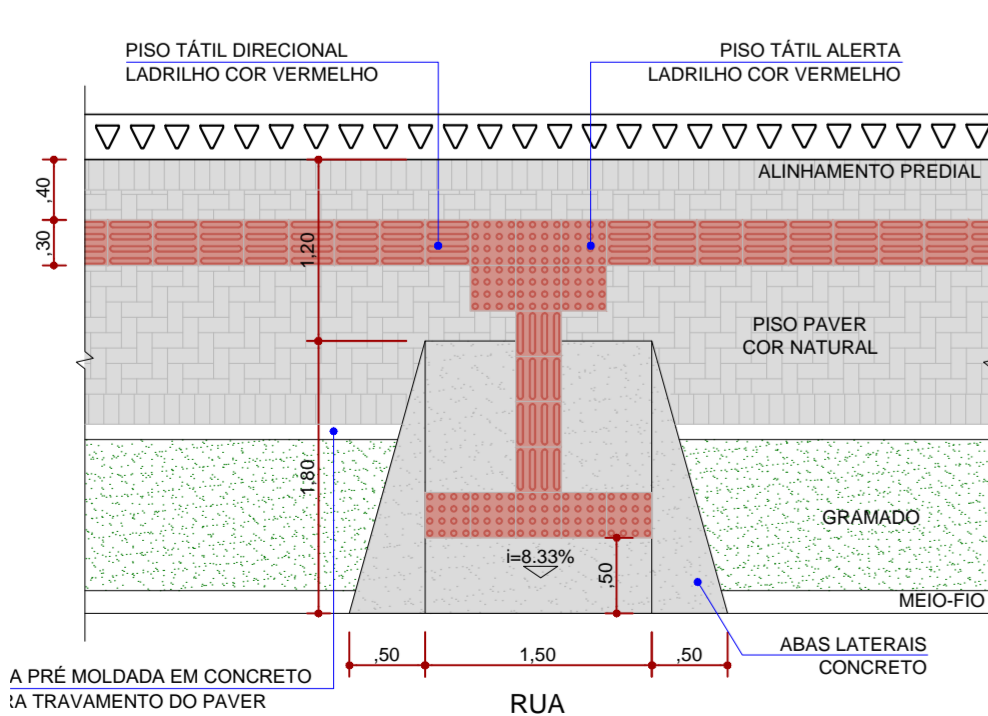 PISO TÁTIL DIRECIONAL
LADRILHO COR VERMELHO
PISO TÁTIL ALERTA
LADRILHO COR VERMELHO
ALINHAMENTO PREDIAL
,40
,30
1,20
PISO PAVER
COR NATURAL
1,80
GRAMADO
i=8.33%
,50
MEIO-FIO
,50
1,50
,50
ABAS LATERAIS
CONCRETO
A PRÉ MOLDADA EM CONCRETO
RA TRAVAMENTO DO PAVER
RUA